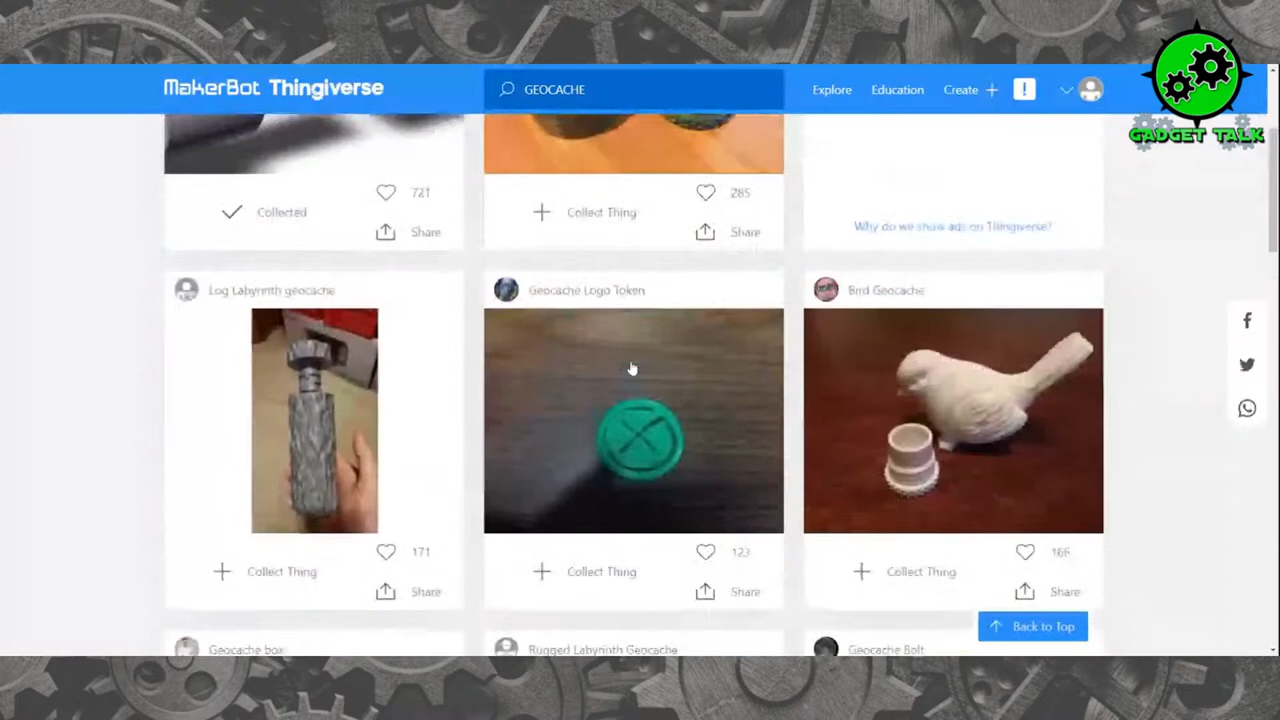 MakerBot Thingiverse
GEOCACHE
Explore
Education
Create
!
GADGET TALK
721
Collected
Share
285
Collect Thing
Share
Why do we show ads on Thingiverse?
Log Labyrinth geocache
Geocache Logo Token
Bird Geocache
171
Collect Thing
Share
123
Collect Thing
Share
166
Collect Thing
Share
Back to Top
Geocache box
Rugged Labyrinth Geocache
Geocache Bolt